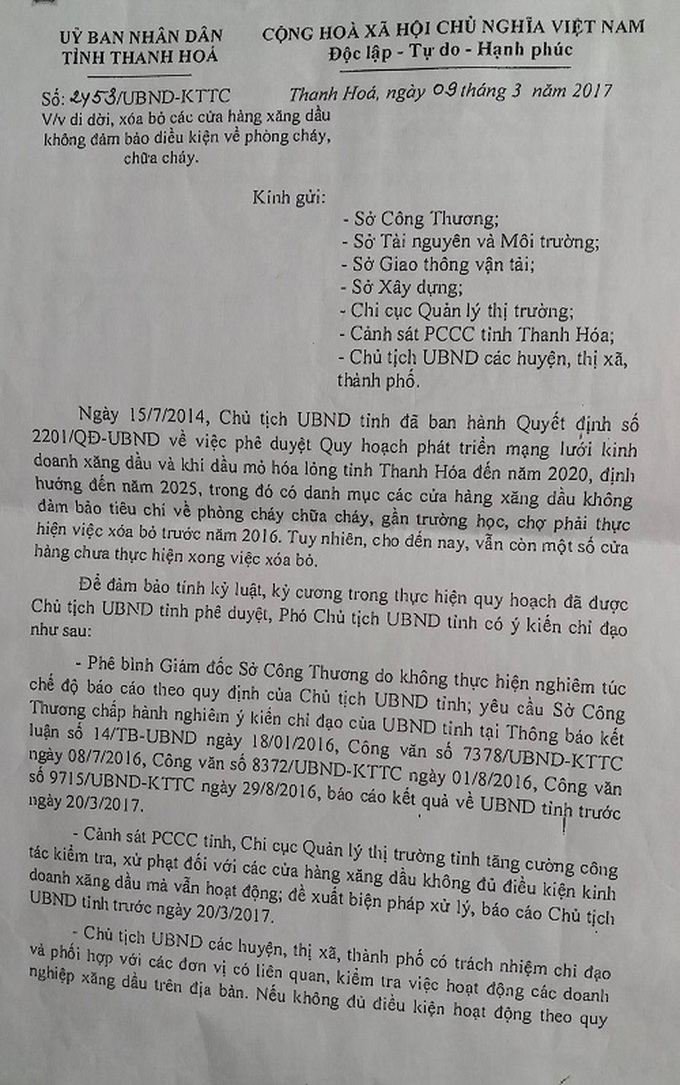 UỶ BAN NHÂN DÂN
TỈNH THANH HOÁ
CỘNG HOÀ XÃ HỘI CHỦ NGHĨA VIỆT NAM
Độc lập - Tự do - Hạnh phúc
Số: 2453/UBND-KTTC
Thanh Hoá, ngày 09 tháng 3 năm 2017
V/v di dời, xóa bỏ các cửa hàng xăng dầu
không đảm bảo điều kiện về phòng cháy,
chữa cháy.
Kính gửi:
- Sở Công Thương;
- Sở Tài nguyên và Môi trường;
- Sở Giao thông vận tải;
- Sở Xây dựng;
- Chi cục Quản lý thị trường;
- Cảnh sát PCCC tỉnh Thanh Hóa;
- Chủ tịch UBND các huyện, thị xã,
thành phố.
Ngày 15/7/2014, Chủ tịch UBND tỉnh đã ban hành Quyết định số
2201/QĐ-UBND về việc phê duyệt Quy hoạch phát triển mạng lưới kinh
doanh xăng dầu và khí dầu mỏ hóa lỏng tỉnh Thanh Hóa đến năm 2020, định
hướng đến năm 2025, trong đó có danh mục các cửa hàng xăng dầu không
đảm bảo tiêu chí về phòng cháy chữa cháy, gần trường học, chợ phải thực
hiện việc xóa bỏ trước năm 2016. Tuy nhiên, cho đến nay, vẫn còn một số cửa
hàng chưa thực hiện xong việc xóa bỏ.
Để đảm bảo tính kỷ luật, kỷ cương trong thực hiện quy hoạch đã được
Chủ tịch UBND tỉnh phê duyệt, Phó Chủ tịch UBND tỉnh có ý kiến chỉ đạo
như sau:
- Phê bình Giám đốc Sở Công Thương do không thực hiện nghiêm túc
chế độ báo cáo theo quy định của Chủ tịch UBND tỉnh; yêu cầu Sở Công
Thương chấp hành nghiêm ý kiến chỉ đạo của UBND tỉnh tại Thông báo kết
luận số 14/TB-UBND ngày 18/01/2016, Công văn số 7378/UBND-KTTC
ngày 08/7/2016, Công văn số 8372/UBND-KTTC ngày 01/8/2016, Công văn
số 9715/UBND-KTTC ngày 29/8/2016, báo cáo kết quả về UBND tỉnh trước
ngày 20/3/2017.
- Cảnh sát PCCC tỉnh, Chi cục Quản lý thị trường tỉnh tăng cường công
tác kiểm tra, xử phạt đối với các cửa hàng xăng dầu không đủ điều kiện kinh
doanh xăng dầu mà vẫn hoạt động; đề xuất biện pháp xử lý, báo cáo Chủ tịch
UBND tỉnh trước ngày 20/3/2017.
- Chủ tịch UBND các huyện, thị xã, thành phố có trách nhiệm chỉ đạo
và phối hợp với các đơn vị có liên quan, kiểm tra việc hoạt động các doanh
nghiệp xăng dầu trên địa bàn. Nếu không đủ điều kiện hoạt động theo quy